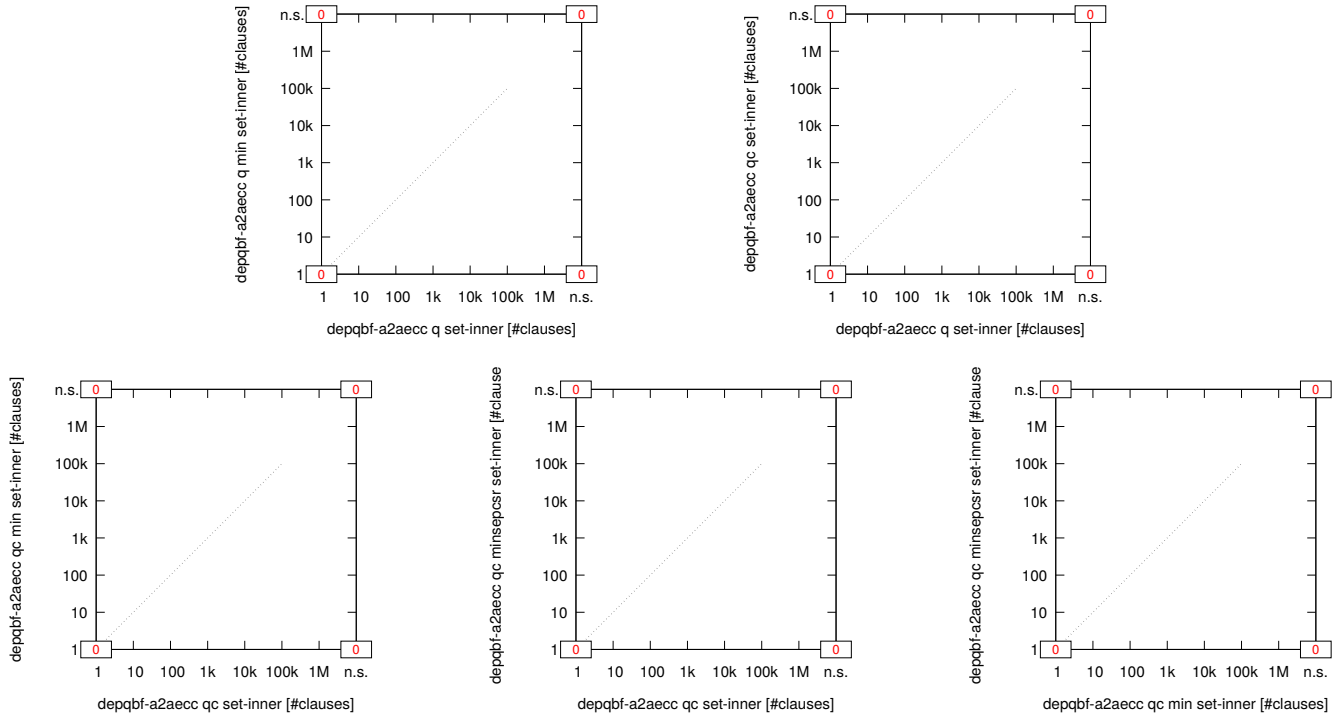 depqbf-a2aecc q min set-inner [#clauses]
n.s. 0 0
1M
100k
10k
1k
100
10
1 0 0
1 10 100 1k 10k 100k 1M n.s.
depqbf-a2aecc q set-inner [#clauses]
depqbf-a2aecc qc set-inner [#clauses]
n.s. 0 0
1M
100k
10k
1k
100
10
1 0 0
1 10 100 1k 10k 100k 1M n.s.
depqbf-a2aecc q set-inner [#clauses]
depqbf-a2aecc qc min set-inner [#clauses]
n.s. 0 0
1M
100k
10k
1k
100
10
1 0 0
1 10 100 1k 10k 100k 1M n.s.
depqbf-a2aecc qc set-inner [#clauses]
depqbf-a2aecc qc minsepcsr set-inner [#clause
n.s. 0 0
1M
100k
10k
1k
100
10
1 0 0
1 10 100 1k 10k 100k 1M n.s.
depqbf-a2aecc qc set-inner [#clauses]
depqbf-a2aecc qc minsepcsr set-inner [#clause
n.s. 0 0
1M
100k
10k
1k
100
10
1 0 0
1 10 100 1k 10k 100k 1M n.s.
depqbf-a2aecc qc min set-inner [#clauses]